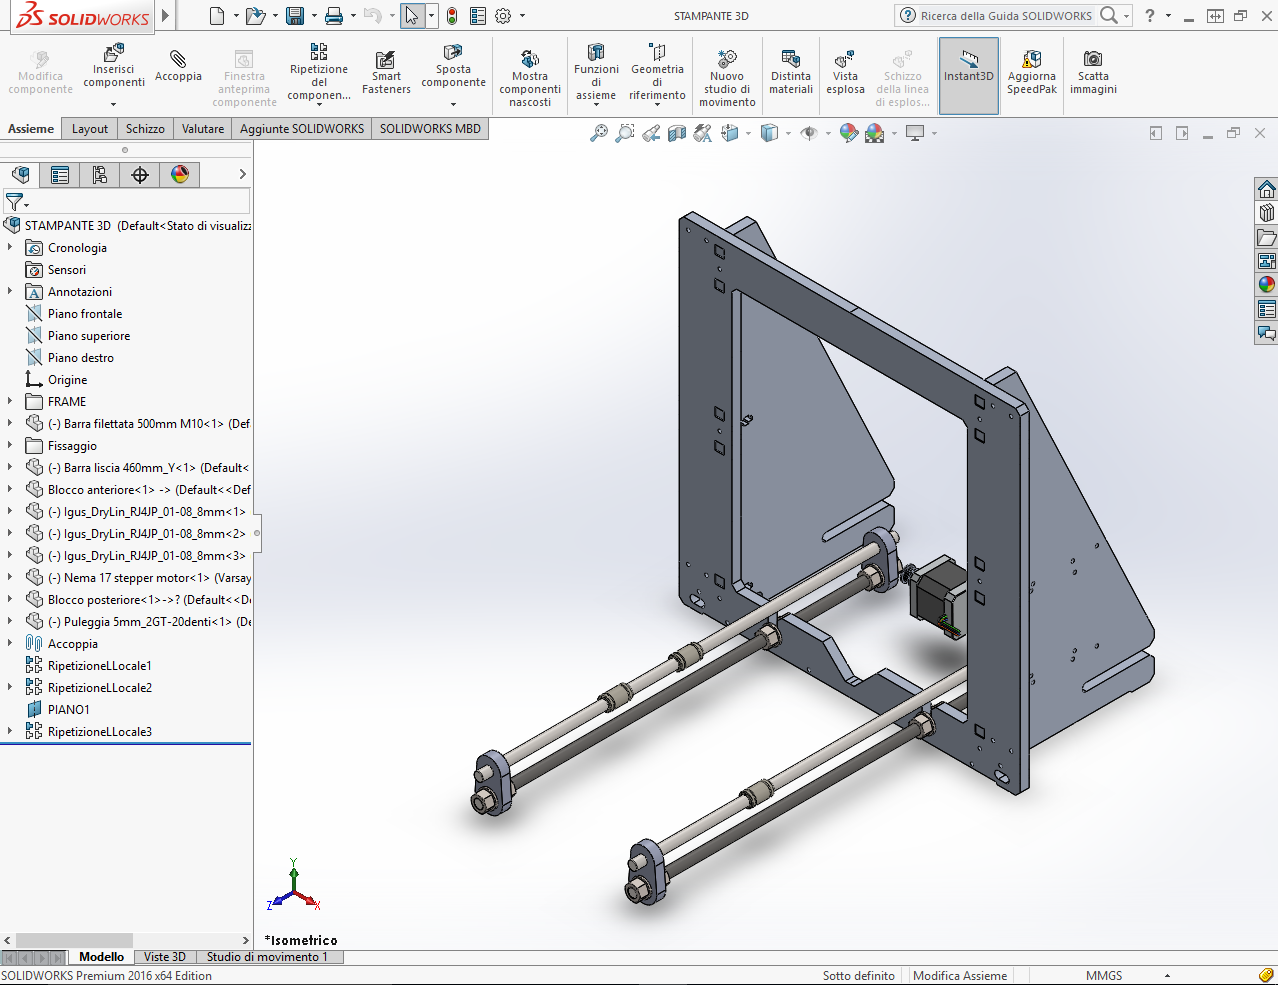 SOLIDWORKS
STAMPANTE 3D
Ricerca della Guida SOLIDWORKS
?
Modifica componente
Inserisci componenti
Accoppia
Finestra anteprima componente
Ripetizione del componen...
Smart Fasteners
Sposta componente
Mostra componenti nascosti
Funzioni di assieme
Geometria di riferimento
Nuovo studio di movimento
Distinta materiali
Vista esplosa
Schizzo della linea di esplos...
Instant3D
Aggiorna SpeedPak
Scatta immagini
Assieme
Layout
Schizzo
Valutare
Aggiunte SOLIDWORKS
SOLIDWORKS MBD
STAMPANTE 3D (Default<Stato di visualizz
Cronologia
Sensori
Annotazioni
Piano frontale
Piano superiore
Piano destro
Origine
FRAME
(-) Barra filettata 500mm M10<1> (Def
Fissaggio
(-) Barra liscia 460mm_Y<1> (Default<
Blocco anteriore<1> -> (Default<<Def
(-) Igus_DryLin_RJ4JP_01-08_8mm<1>
(-) Igus_DryLin_RJ4JP_01-08_8mm<2>
(-) Igus_DryLin_RJ4JP_01-08_8mm<3>
(-) Nema 17 stepper motor<1> (Varsay
Blocco posteriore<1>->? (Default<<D
(-) Puleggia 5mm_2GT-20denti<1> (De
Accoppia
RipetizioneLLocale1
RipetizioneLLocale2
PIANO1
RipetizioneLLocale3
Y
Z
X
*Isometrico
Modello
Viste 3D
Studio di movimento 1
SOLIDWORKS Premium 2016 x64 Edition
Sotto definito
Modifica Assieme
MMGS